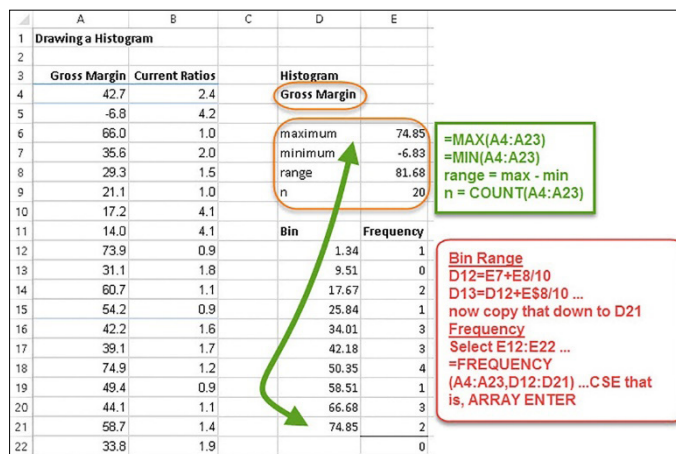 A B C D E
1 Drawing a Histogram
2
3 Gross Margin Current Ratios Histogram
4 42.7 2.4 Gross Margin
5 -6.8 4.2
6 66.0 1.0 maximum 74.85
7 35.6 2.0 minimum -6.83
8 29.3 1.5 range 81.68
9 21.1 1.0 n 20
10 17.2 4.1
11 14.0 4.1 Bin Frequency
12 73.9 0.9 1.34 1
13 31.1 1.8 9.51 0
14 60.7 1.1 17.67 2
15 54.2 0.9 25.84 1
16 42.2 1.6 34.01 3
17 39.1 1.7 42.18 3
18 74.9 1.2 50.35 4
19 49.4 0.9 58.51 1
20 44.1 1.1 66.68 3
21 58.7 1.4 74.85 2
22 33.8 1.9 0
=MAX(A4:A23)
=MIN(A4:A23)
range = max - min
n = COUNT(A4:A23)
Bin Range
D12=E7+E8/10
D13=D12+E$8/10 ...
now copy that down to D21
Frequency
Select E12:E22 ...
=FREQUENCY
(A4:A23,D12:D21) ...CSE that
is, ARRAY ENTER